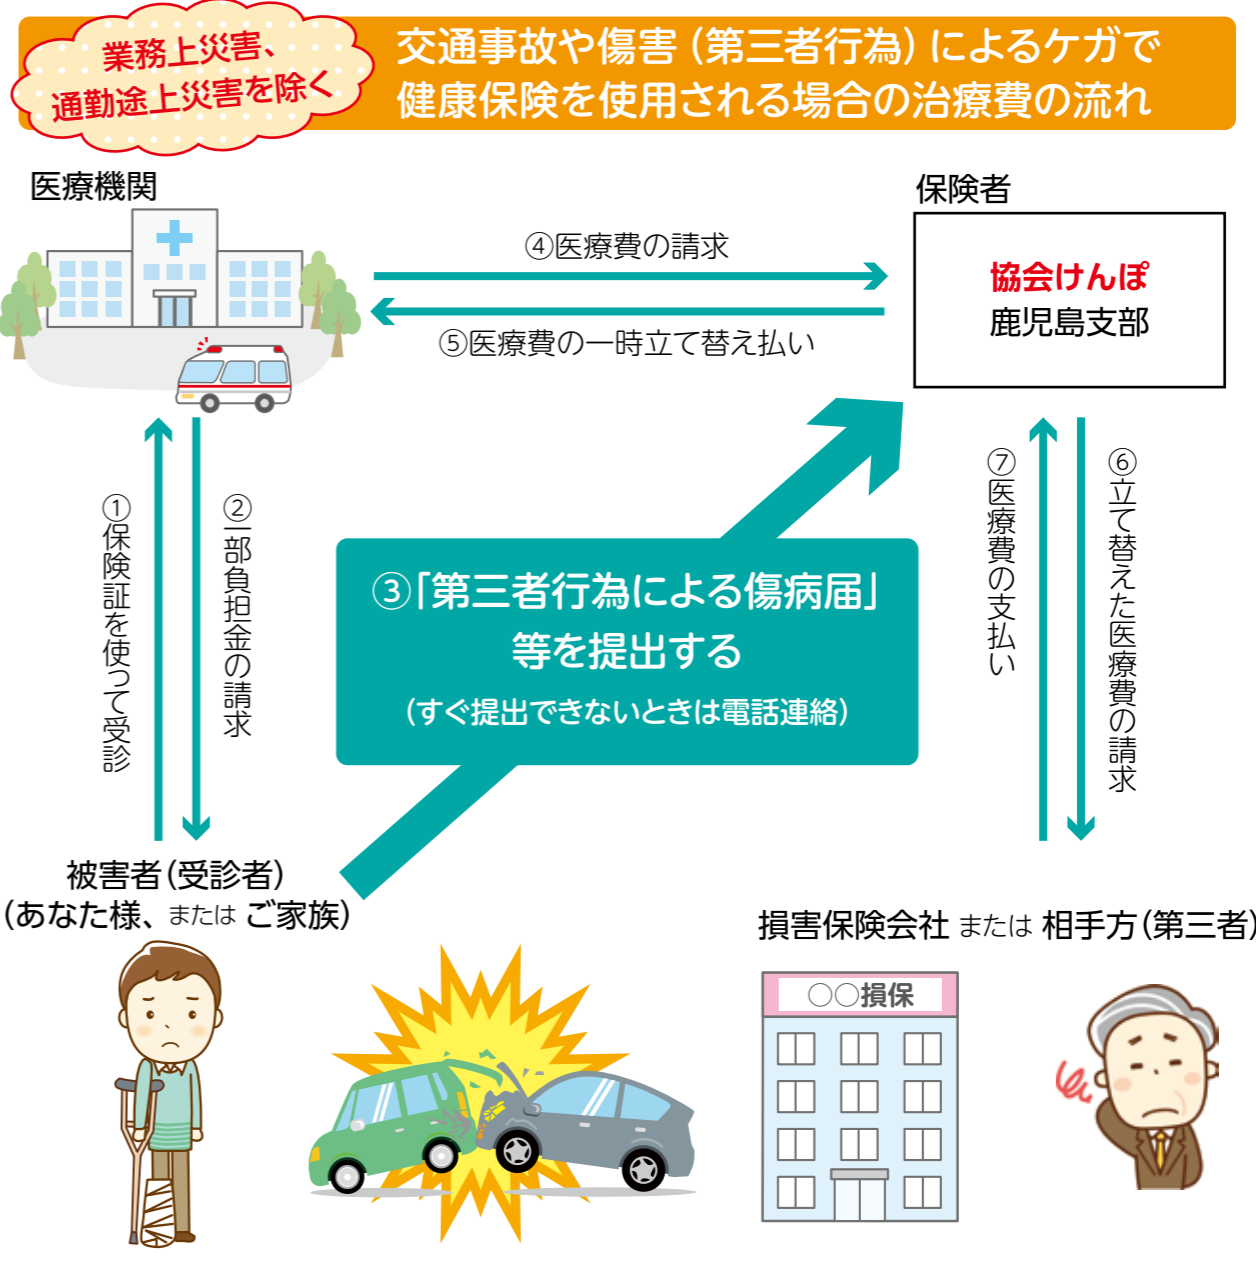 業務上災害、
通勤途上災害を除く
交通事故や傷害(第三者行為)によるケガで
健康保険を使用される場合の治療費の流れ
医療機関
保険者
協会けんぽ
鹿児島支部
④医療費の請求
⑤医療費の一時立て替え払い
①保険証を使って受診
②一部負担金の請求
③「第三者行為による傷病届」
等を提出する
(すぐ提出できないときは電話連絡)
⑦医療費の支払い
⑥立て替えた医療費の請求
被害者(受診者)
(あなた様、または ご家族)
損害保険会社 または 相手方(第三者)
○○損保